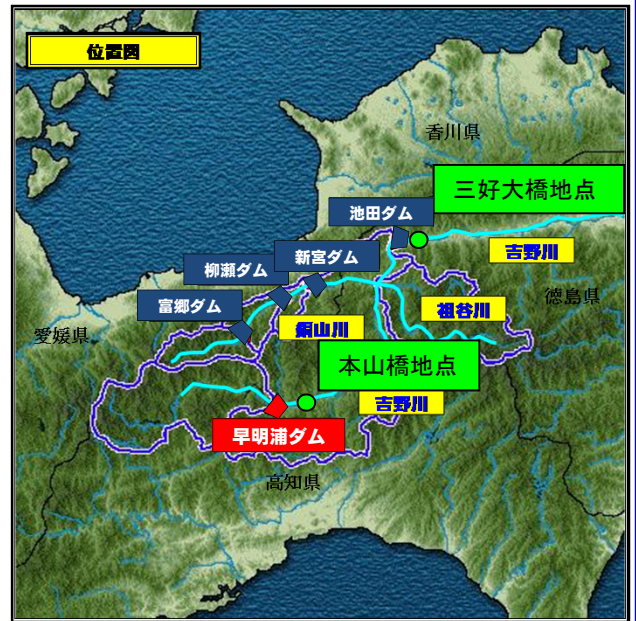 位置図
香川県
三好大橋地点
池田ダム
吉野川
新宮ダム
柳瀬ダム
徳島県
富郷ダム
祖谷川
銅山川
愛媛県
本山橋地点
吉野川
早明浦ダム
高知県